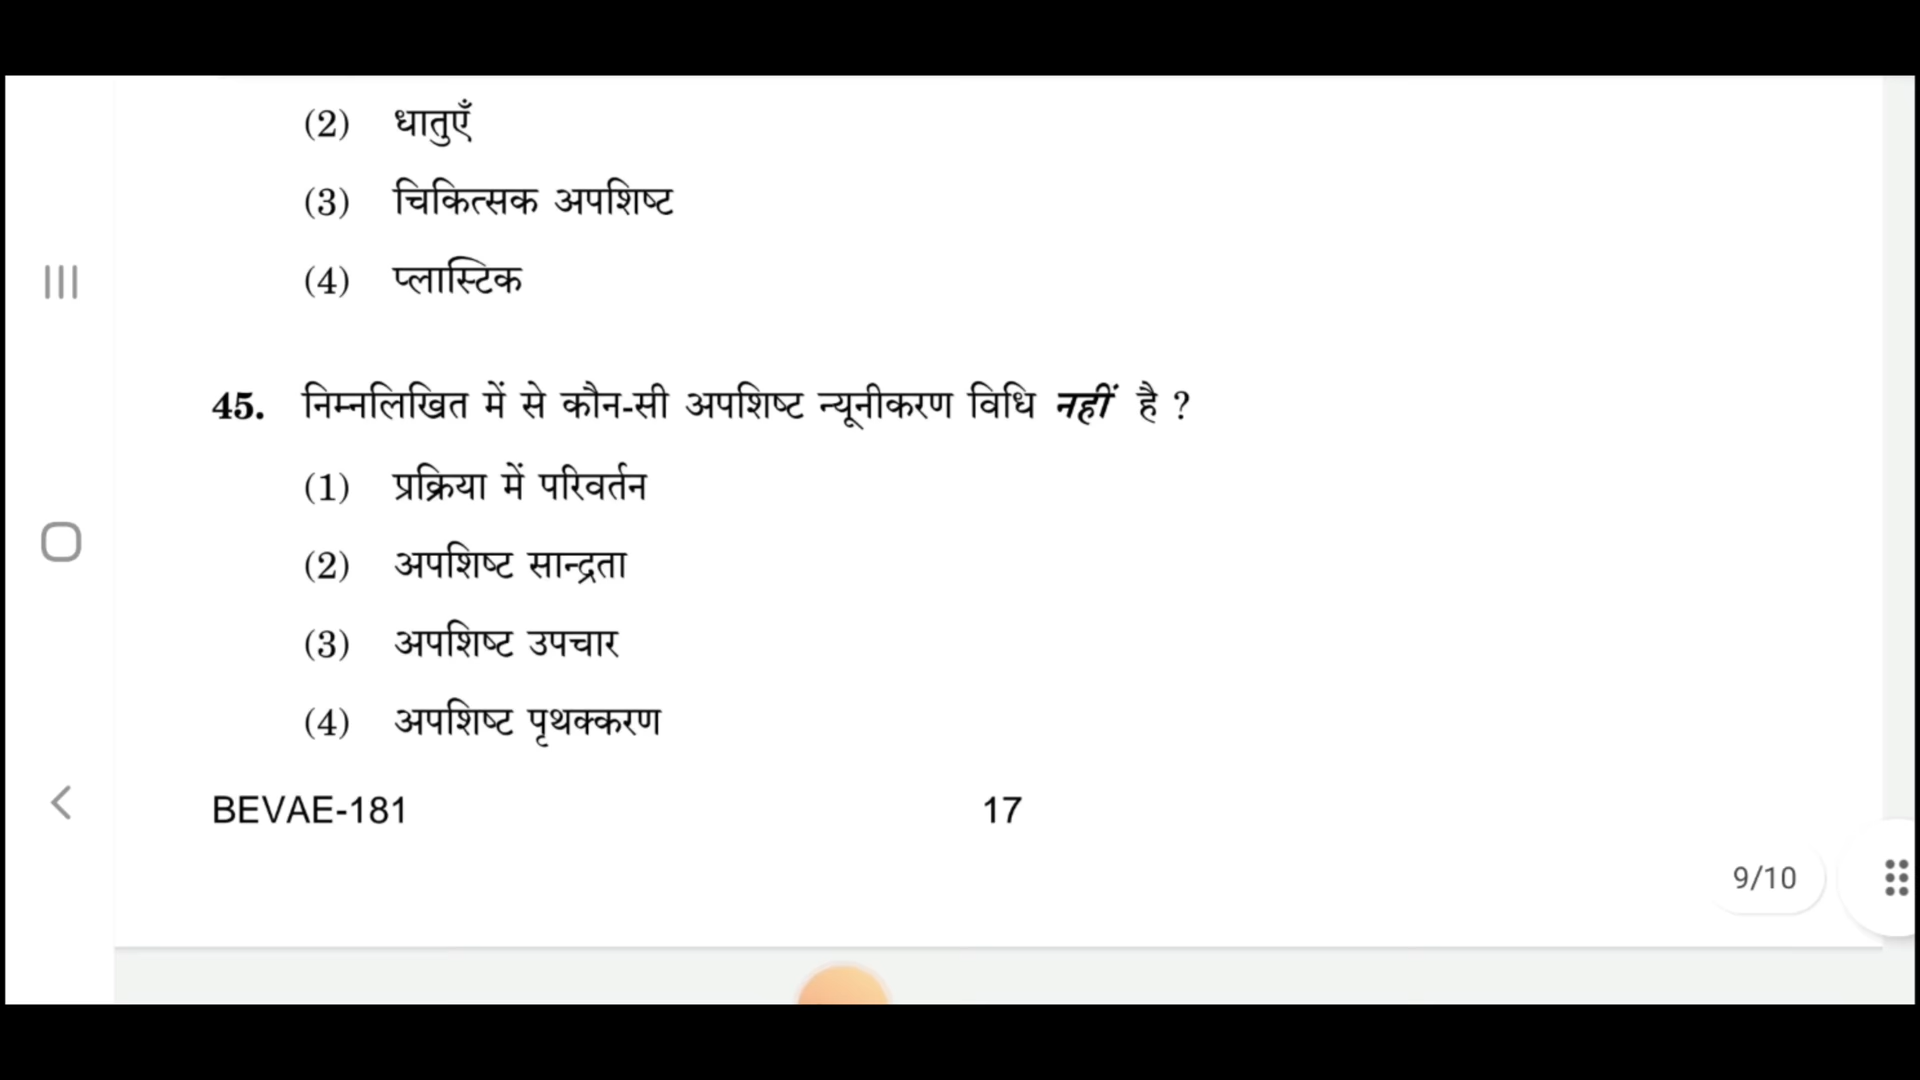 (2) धातुएँ
(3) चिकित्सक अपशिष्ट
(4) प्लास्टिक
45. निम्नलिखित में से कौन-सी अपशिष्ट न्यूनीकरण विधि नहीं है ?
(1) प्रक्रिया में परिवर्तन
(2) अपशिष्ट सान्द्रता
(3) अपशिष्ट उपचार
(4) अपशिष्ट पृथक्करण
BEVAE-181 17
9/10